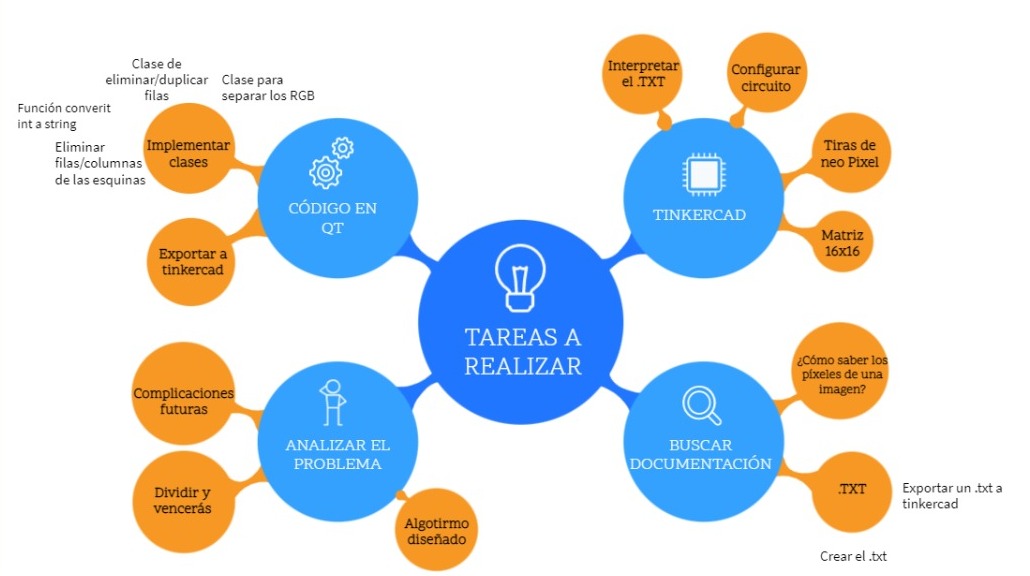 TAREAS A
REALIZAR
CÓDIGO EN
QT
Clase de
eliminar/duplicar
filas
Clase para
separar los RGB
Función converit
int a string
Eliminar
filas/columnas
de las esquinas
Implementar
clases
Exportar a
tinkercad
TINKERCAD
Interpretar
el .TXT
Configurar
circuito
Tiras de
neo Pixel
Matriz
16x16
ANALIZAR EL
PROBLEMA
Complicaciones
futuras
Dividir y
vencerás
Algotirmo
diseñado
BUSCAR
DOCUMENTACIÓN
¿Cómo saber los
píxeles de una
imagen?
.TXT
Exportar un .txt a
tinkercad
Crear el .txt